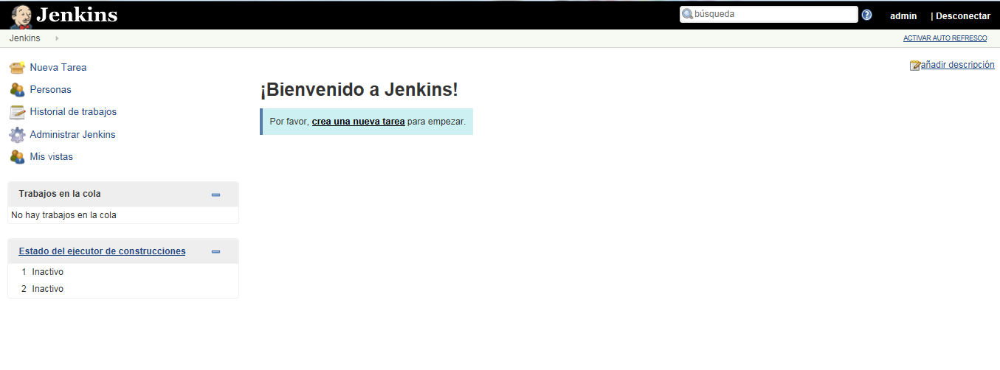 Jenkins
búsqueda
admin
| Desconectar
Jenkins
ACTIVAR AUTO REFRESCO
Nueva Tarea
Personas
Historial de trabajos
Administrar Jenkins
Mis vistas
Trabajos en la cola
No hay trabajos en la cola
Estado del ejecutor de construcciones
1 Inactivo
2 Inactivo
añadir descripción
¡Bienvenido a Jenkins!
Por favor, crea una nueva tarea para empezar.